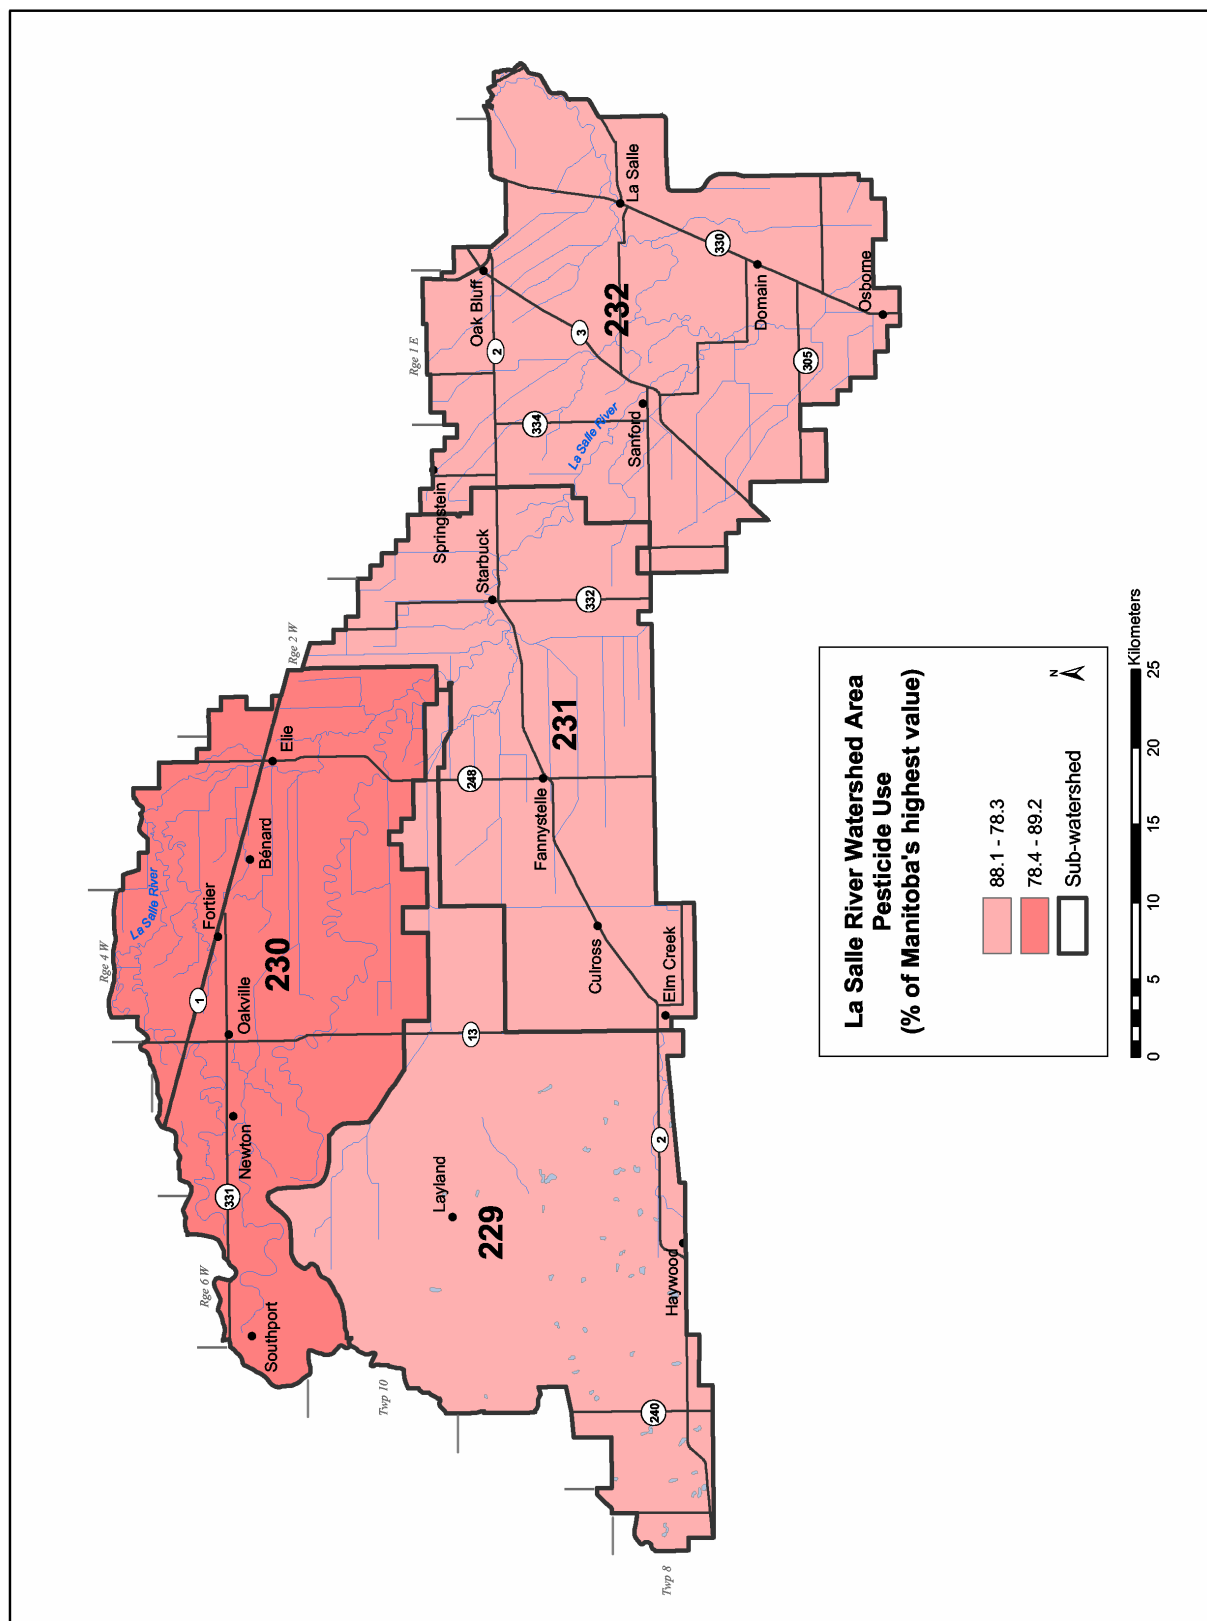 La Salle River Watershed Area
Pesticide Use
(% of Manitoba's highest value)
88.1 - 78.3
78.4 - 89.2
Sub-watershed
N
0 5 10 15 20 25
Kilometers
Rge 6 W
Rge 4 W
Rge 2 W
Rge 1 E
Twp 10
Twp 8
Southport
331
Newton
Oakville
1
Fortier
La Salle River
Bénard
Elie
230
13
248
Layland
229
Haywood
2
240
Elm Creek
Culross
Fannystelle
231
Starbuck
332
Springstein
334
La Salle River
Sanford
Oak Bluff
2
3
232
La Salle
330
Domain
305
Osborne